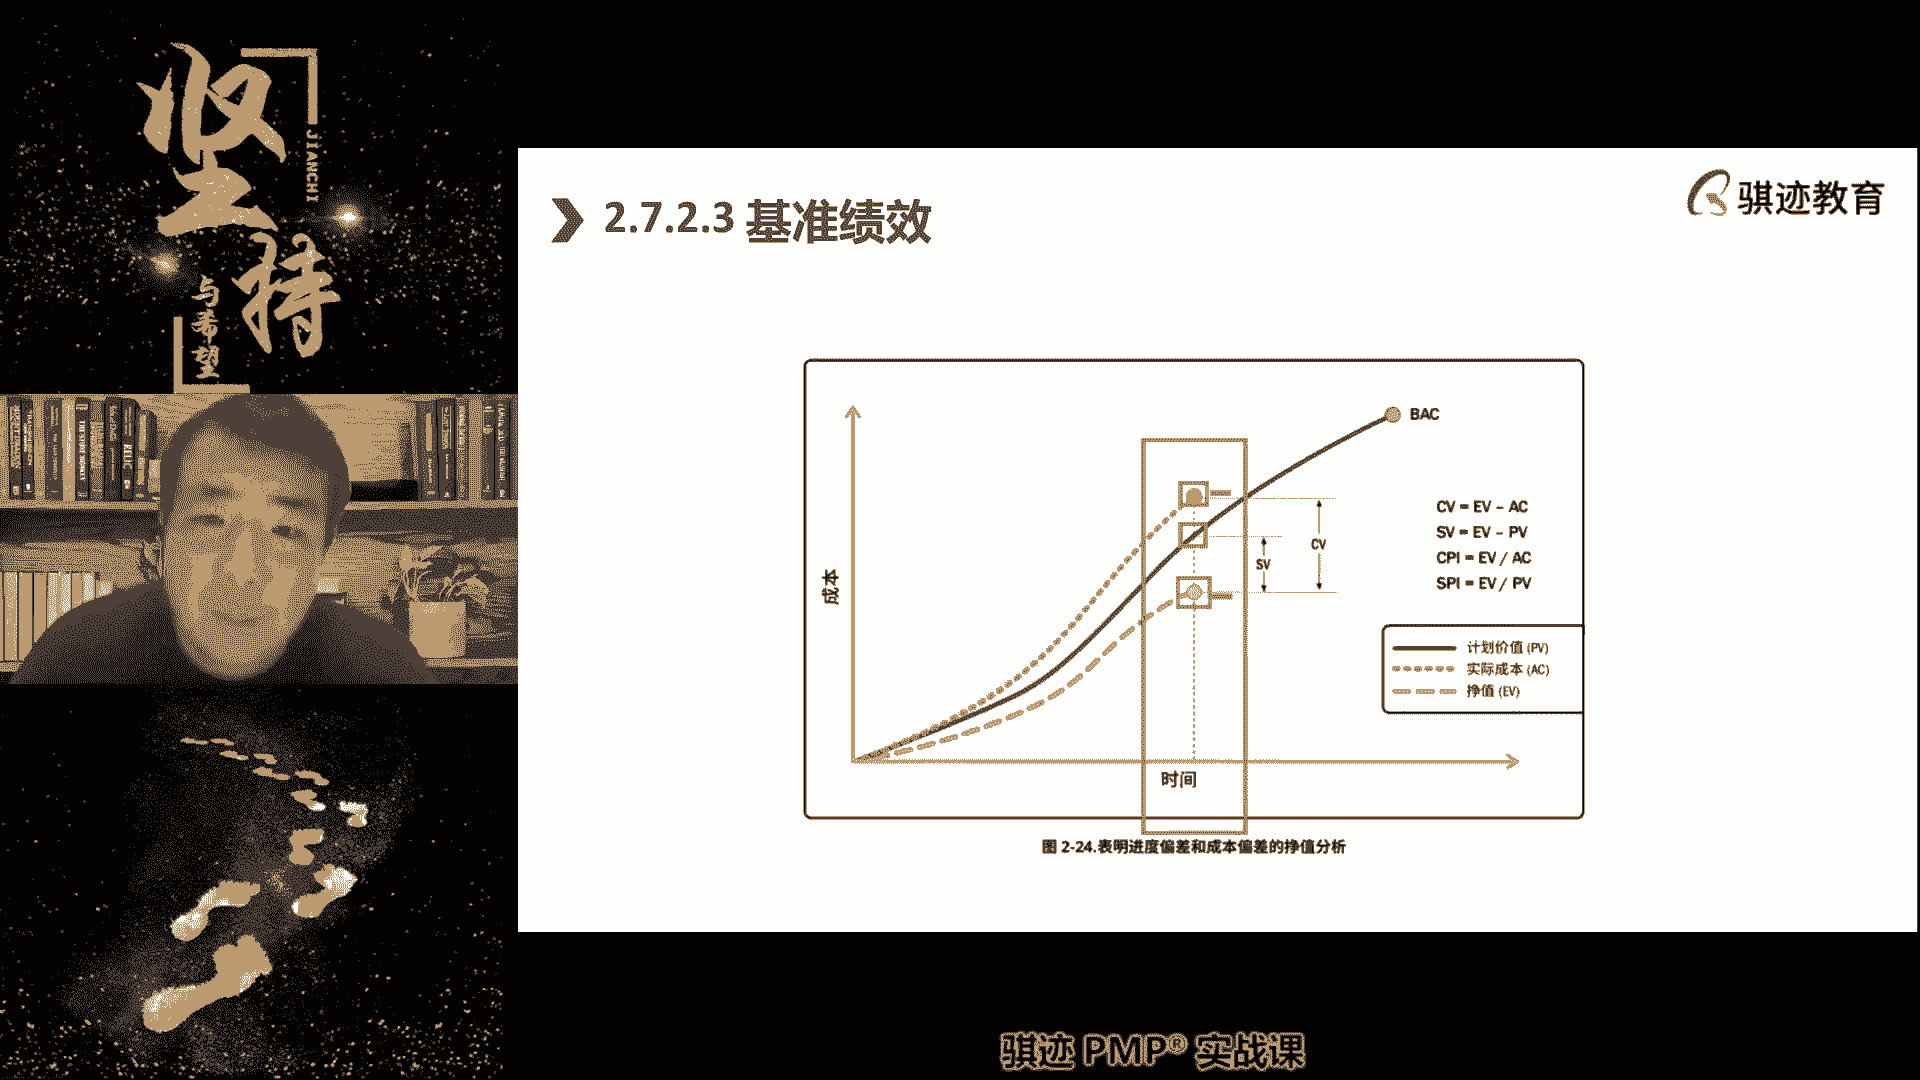 坚持
JIANCHI
与希望
RELIC
骐迹教育
2.7.2.3 基准绩效
BAC
成本
CV
SV
时间
CV = EV – AC
SV = EV – PV
CPI = EV / AC
SPI = EV / PV
计划价值 (PV)
实际成本 (AC)
挣值 (EV)
图 2-24.表明进度偏差和成本偏差的挣值分析
骐迹 PMP® 实战课